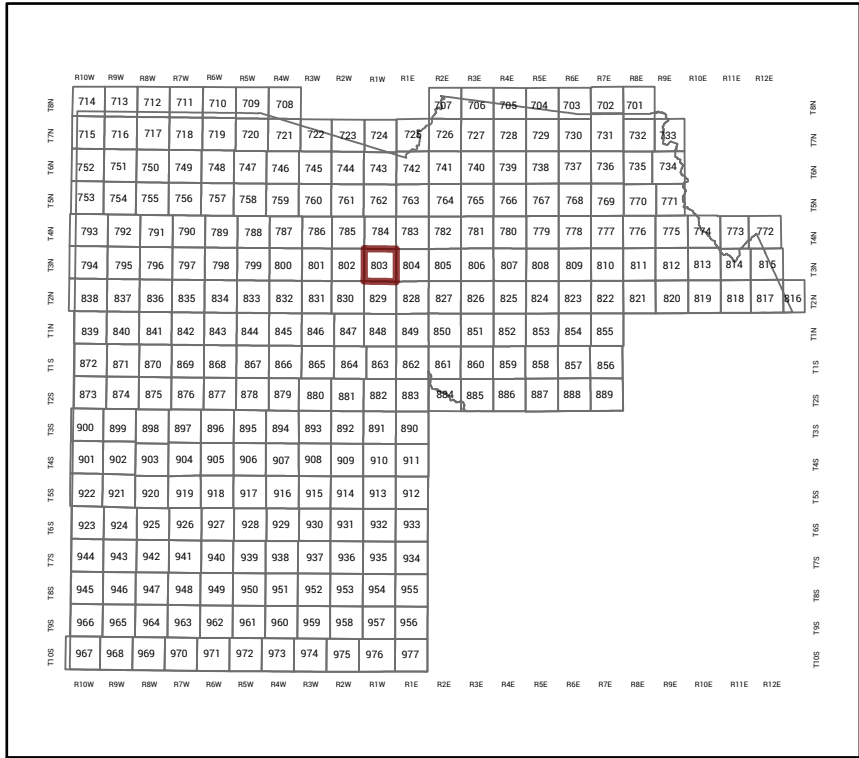 R10W R9W R8W R7W R6W R5W R4W R3W R2W R1W R1E R2E R3E R4E R5E R6E R7E R8E R9E R10E R11E R12E
T8N 714 713 712 711 710 709 708 707 706 705 704 703 702 701 T8N
T7N 715 716 717 718 719 720 721 722 723 724 725 726 727 728 729 730 731 732 733 T7N
T6N 752 751 750 749 748 747 746 745 744 743 742 741 740 739 738 737 736 735 734 T6N
T5N 753 754 755 756 757 758 759 760 761 762 763 764 765 766 767 768 769 770 771 T5N
T4N 793 792 791 790 789 788 787 786 785 784 783 782 781 780 779 778 777 776 775 774 773 772 T4N
T3N 794 795 796 797 798 799 800 801 802 803 804 805 806 807 808 809 810 811 812 813 814 815 T3N
T2N 838 837 836 835 834 833 832 831 830 829 828 827 826 825 824 823 822 821 820 819 818 817 816 T2N
T1N 839 840 841 842 843 844 845 846 847 848 849 850 851 852 853 854 855 T1N
T1S 872 871 870 869 868 867 866 865 864 863 862 861 860 859 858 857 856 T1S
T2S 873 874 875 876 877 878 879 880 881 882 883 884 885 886 887 888 889 T2S
T3S 900 899 898 897 896 895 894 893 892 891 890 T3S
T4S 901 902 903 904 905 906 907 908 909 910 911 T4S
T5S 922 921 920 919 918 917 916 915 914 913 912 T5S
T6S 923 924 925 926 927 928 929 930 931 932 933 T6S
T7S 944 943 942 941 940 939 938 937 936 935 934 T7S
T8S 945 946 947 948 949 950 951 952 953 954 955 T8S
T9S 966 965 964 963 962 961 960 959 958 957 956 T9S
T10S 967 968 969 970 971 972 973 974 975 976 977 T10S
R10W R9W R8W R7W R6W R5W R4W R3W R2W R1W R1E R2E R3E R4E R5E R6E R7E R8E R9E R10E R11E R12E